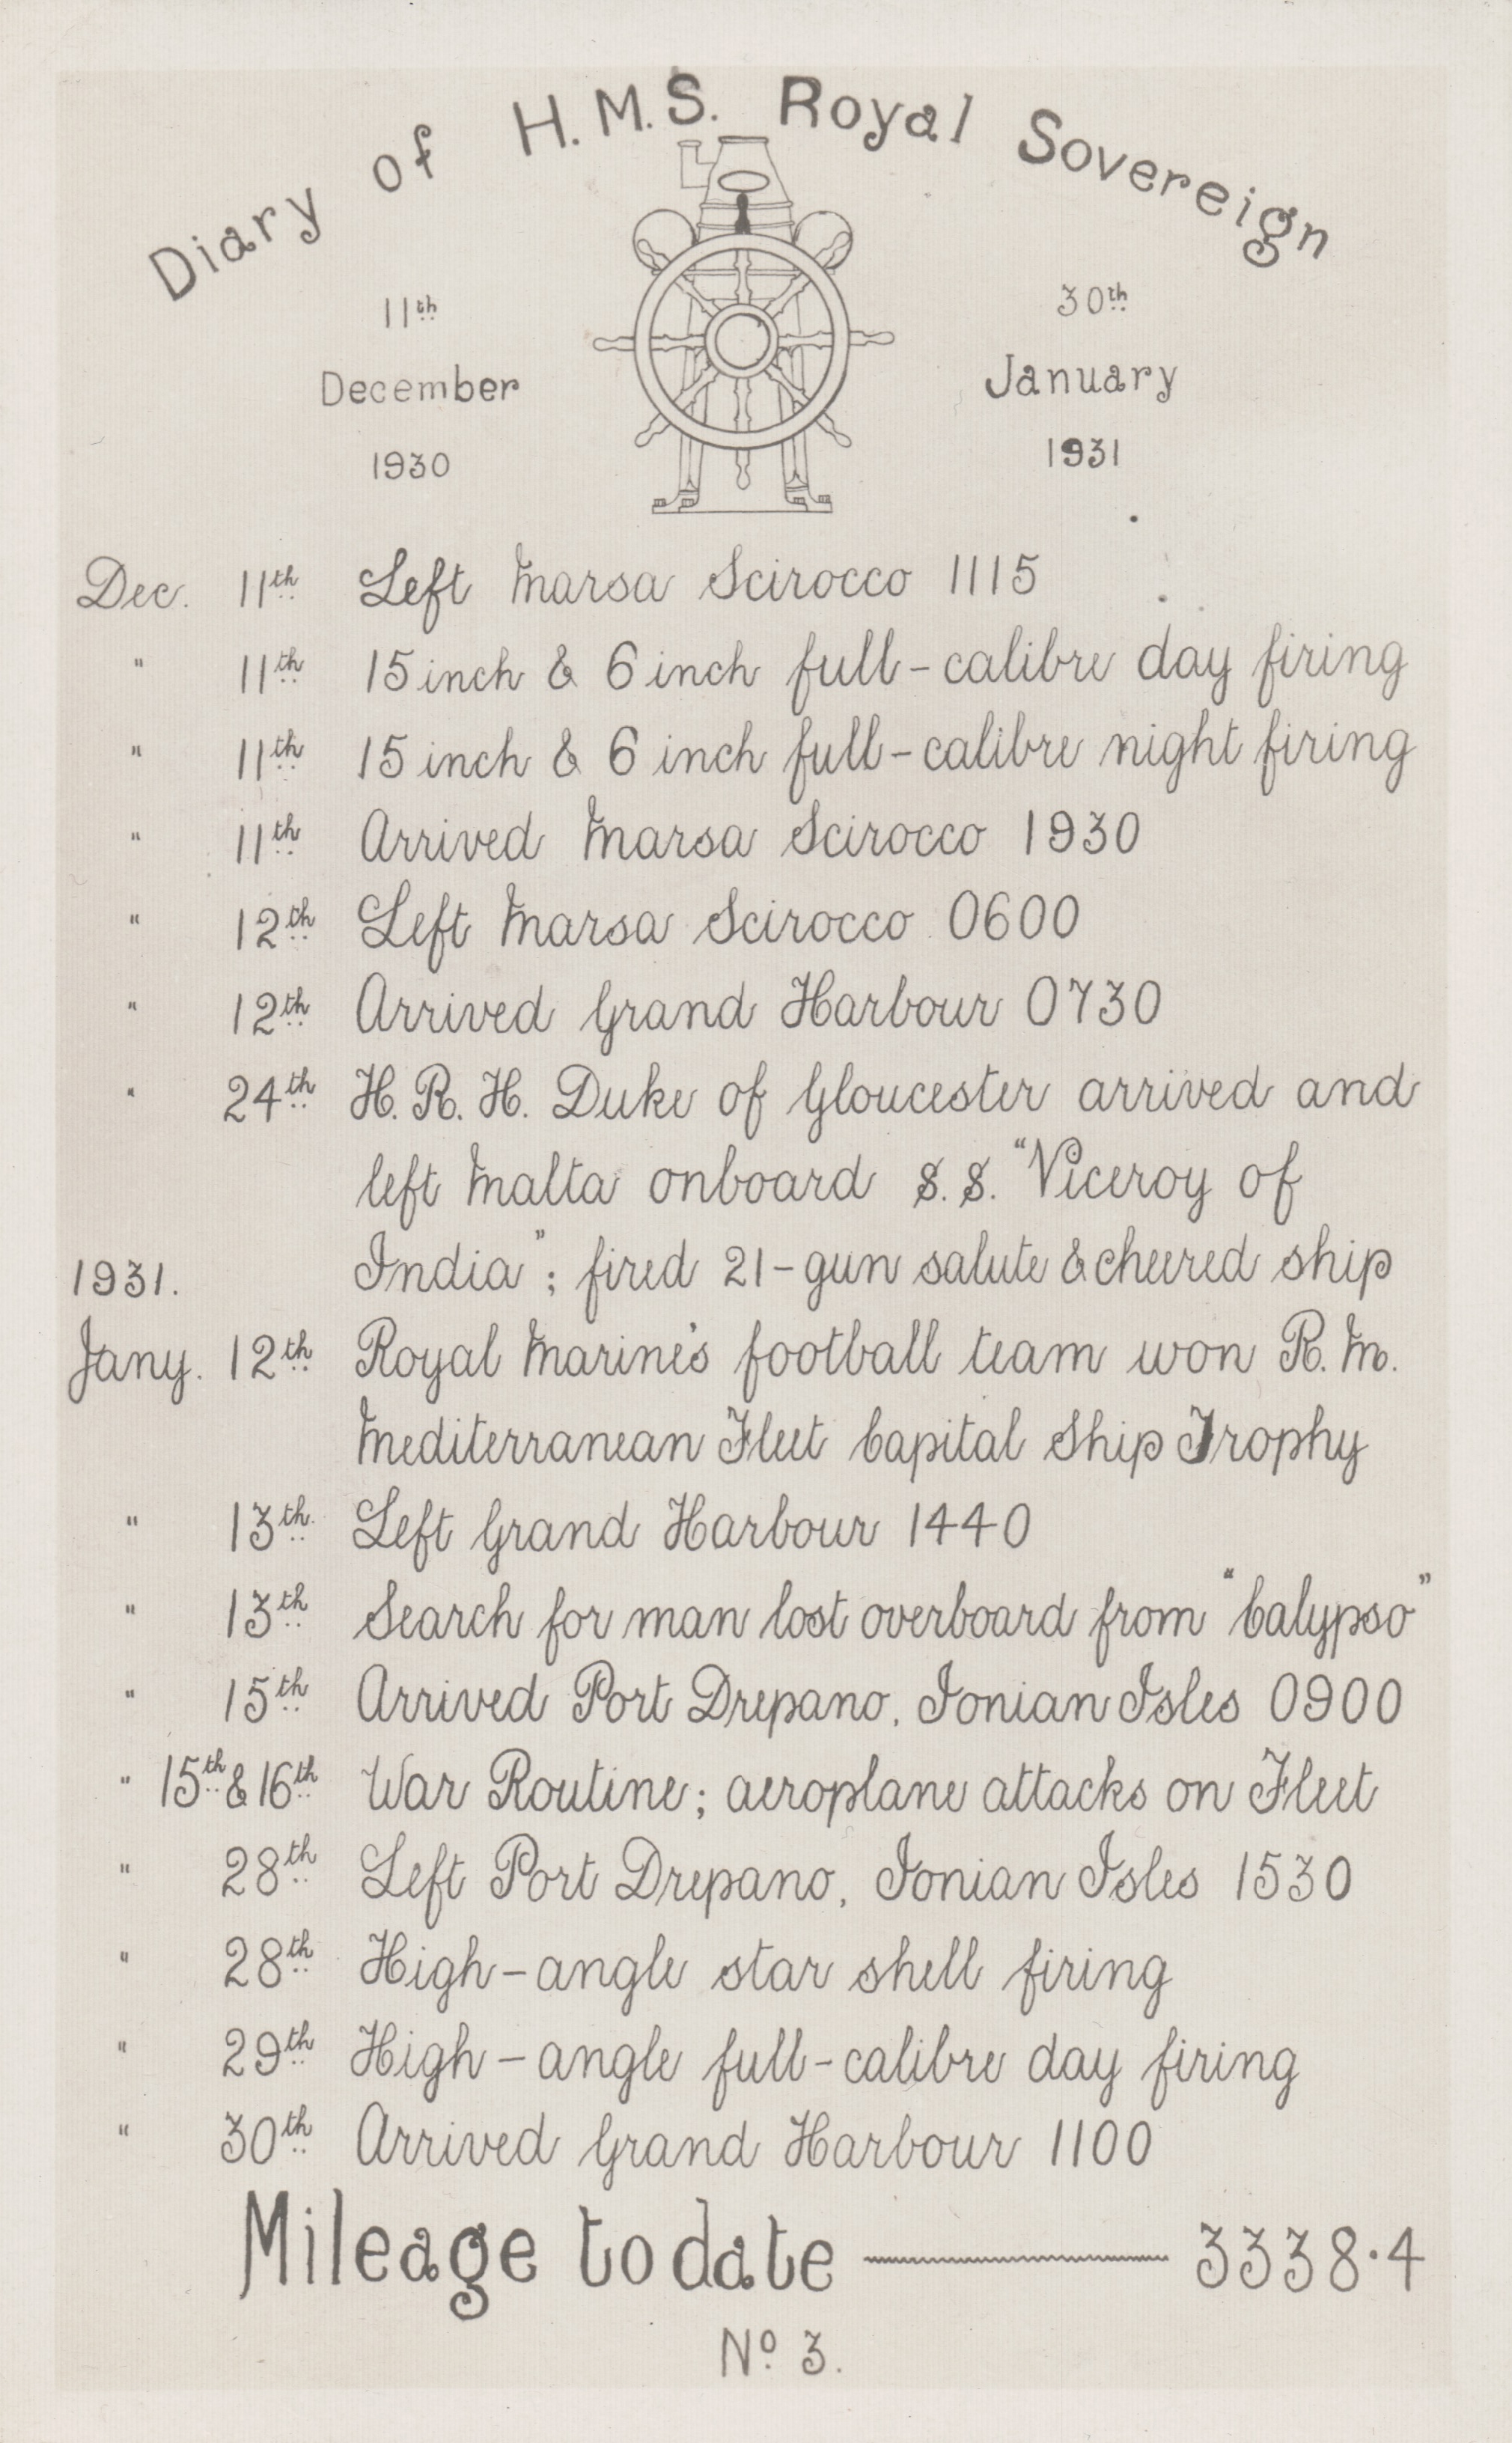 Diary of H.M.S. Royal Sovereign
11th December 1930
30th January 1931
Dec. 11th Left Marsa Scirocco 1115
" 11th 15 inch & 6 inch full-calibre day firing
" 11th 15 inch & 6 inch full-calibre night firing
" 11th Arrived Marsa Scirocco 1930
" 12th Left Marsa Scirocco 0600
" 12th Arrived Grand Harbour 0730
" 24th H.R.H. Duke of Gloucester arrived and
left Malta onboard S.S. "Viceroy of
1931. India"; fired 21-gun salute & cheered ship
Jany. 12th Royal Marine's football team won R.M.
Mediterranean Fleet Capital Ship Trophy
" 13th Left Grand Harbour 1440
" 13th Search for man lost overboard from "Calypso"
" 15th Arrived Port Drepano, Ionian Isles 0900
" 15th & 16th War Routine; aeroplane attacks on Fleet
" 28th Left Port Drepano, Ionian Isles 1530
" 28th High-angle star shell firing
" 29th High-angle full-calibre day firing
" 30th Arrived Grand Harbour 1100
Mileage to date 3338·4
No 3.